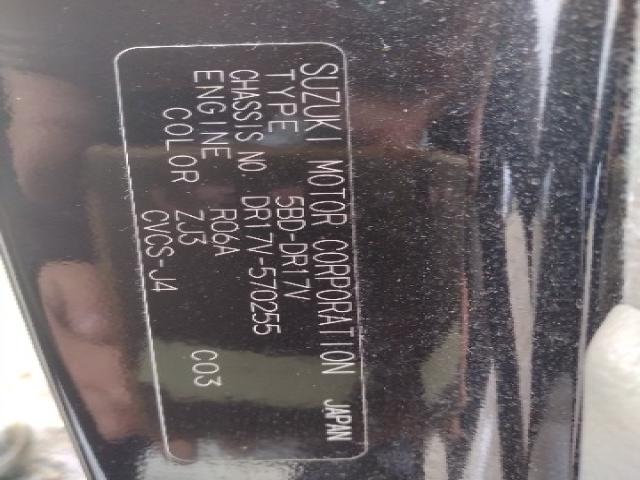 SUZUKI MOTOR CORPORATION JAPAN
TYPE 5BD-DR17V
CHASSIS NO. DR17V-570255
ENGINE R06A
COLOR ZJ3 C03
CVCS-J4